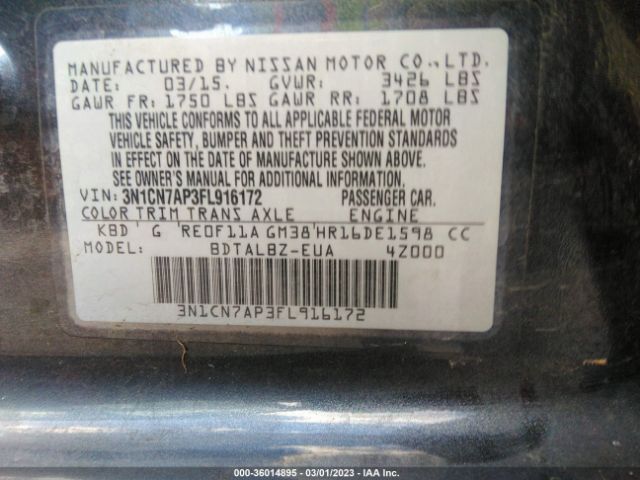 MANUFACTURED BY NISSAN MOTOR CO.,LTD.
DATE: 03/15. GVWR: 3426 LBS
GAWR FR: 1750 LBS GAWR RR: 1708 LBS
THIS VEHICLE CONFORMS TO ALL APPLICABLE FEDERAL MOTOR
VEHICLE SAFETY, BUMPER AND THEFT PREVENTION STANDARDS
IN EFFECT ON THE DATE OF MANUFACTURE SHOWN ABOVE.
SEE OWNER'S MANUAL FOR ADDITIONAL INFORMATION
VIN: 3N1CN7AP3FL916172 PASSENGER CAR.
COLOR TRIM TRANS AXLE ENGINE
KBD' G 'RE0F11A GM38'HR16DE1598 CC
MODEL: BDTALBZ-EUA 4Z000
3N1CN7AP3FL916172
000-36014895 - 03/01/2023 - IAA Inc.